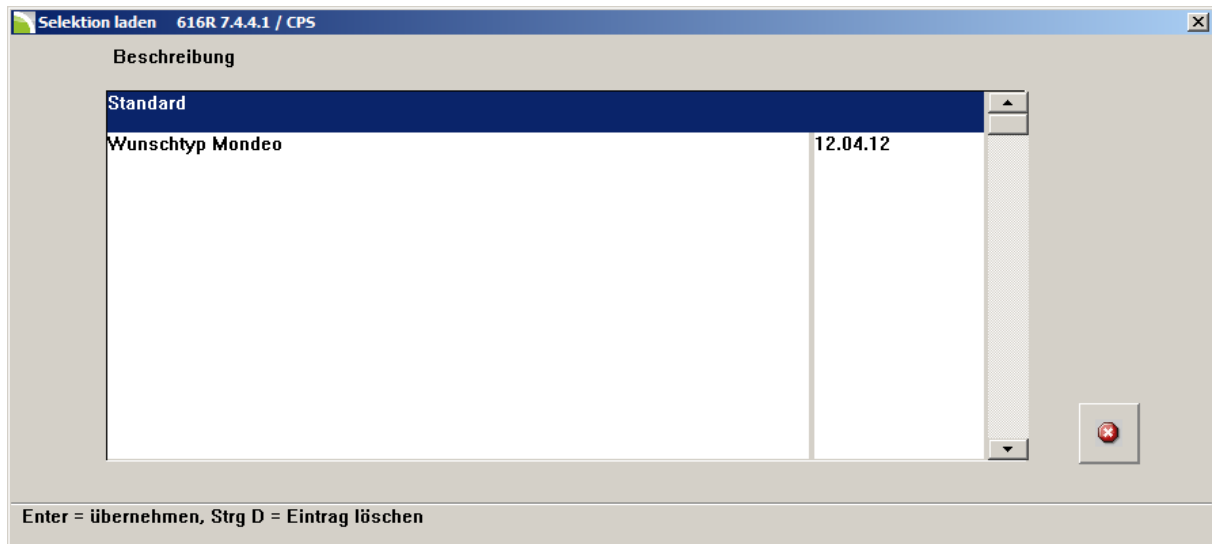 Selektion laden 616R 7.4.4.1 / CPS
Beschreibung
Standard
Wunschtyp Mondeo 12.04.12
Enter = übernehmen, Strg D = Eintrag löschen